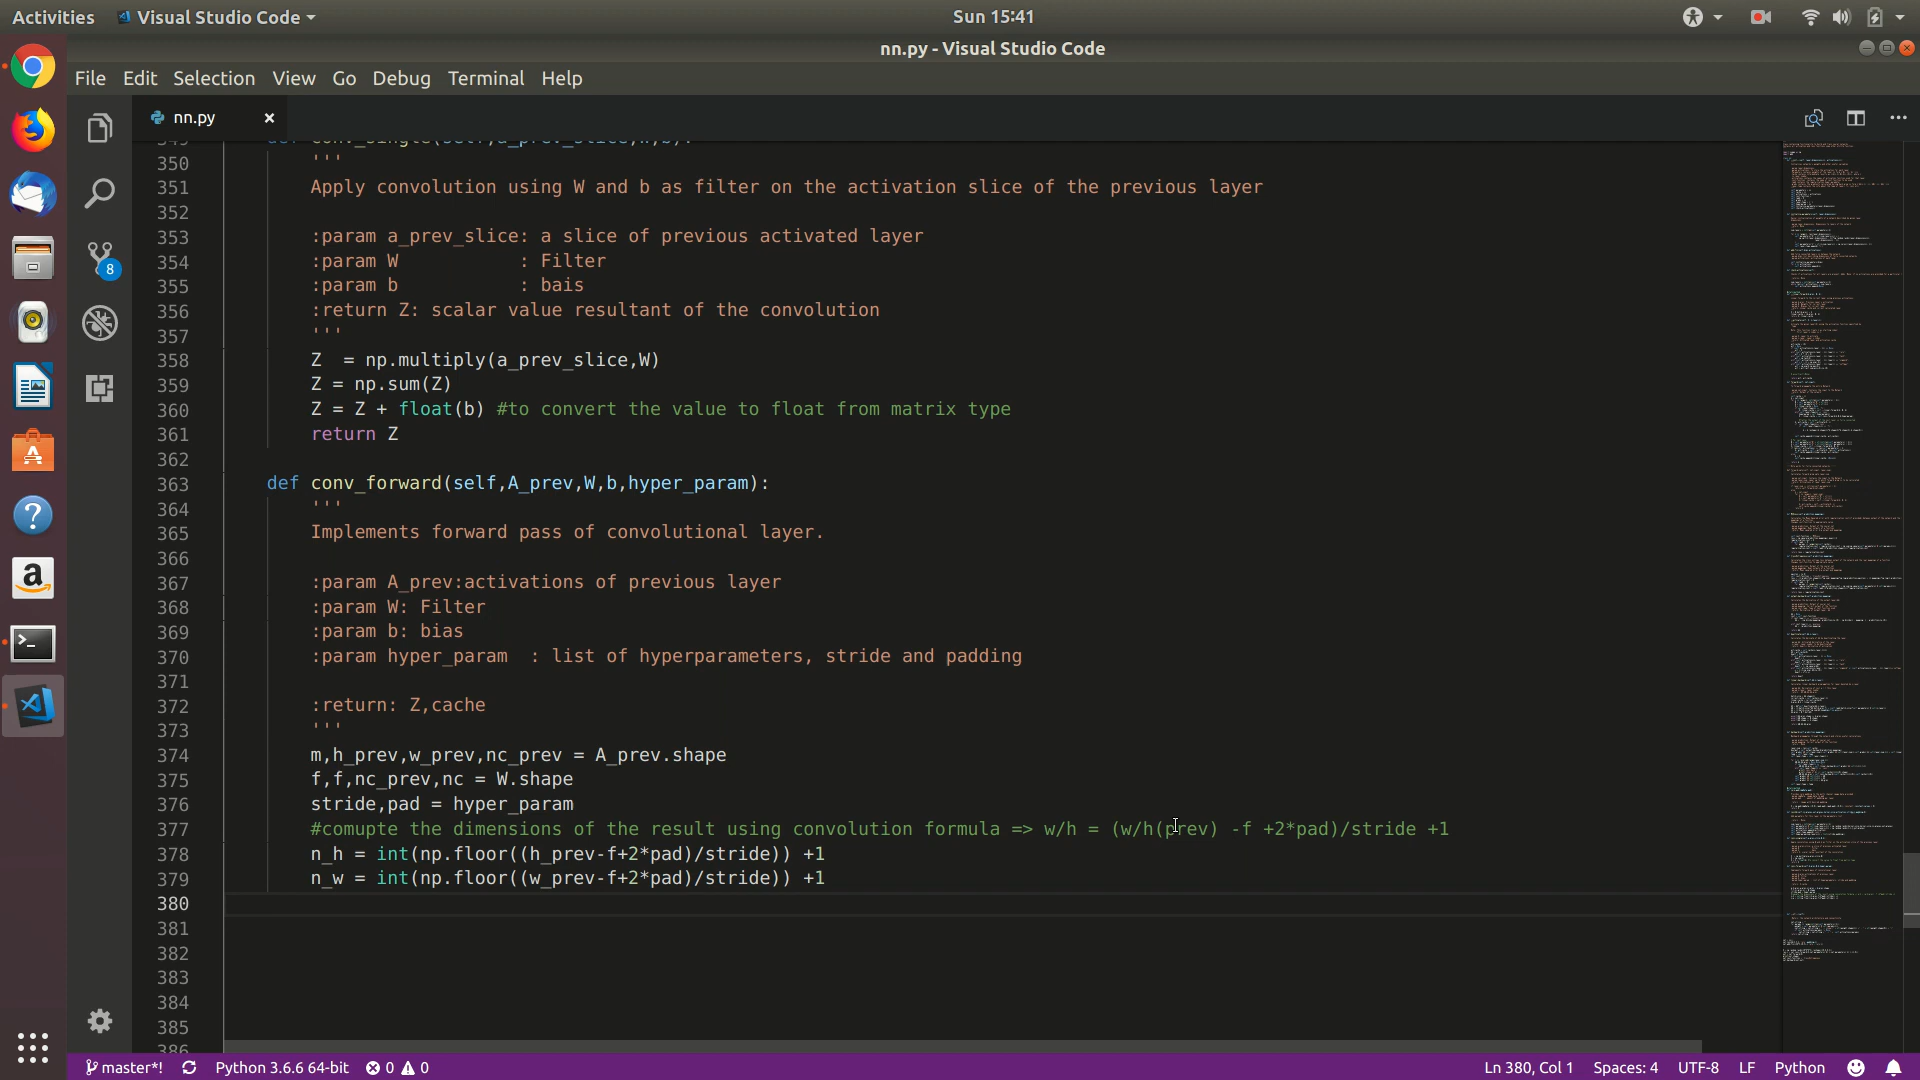 Activities Visual Studio Code Sun 15:41
nn.py - Visual Studio Code
File Edit Selection View Go Debug Terminal Help
nn.py
350 '''
351 Apply convolution using W and b as filter on the activation slice of the previous layer
352
353 :param a_prev_slice: a slice of previous activated layer
354 :param W : Filter
355 :param b : bais
356 :return Z: scalar value resultant of the convolution
357 '''
358 Z = np.multiply(a_prev_slice,W)
359 Z = np.sum(Z)
360 Z = Z + float(b) #to convert the value to float from matrix type
361 return Z
362
363 def conv_forward(self,A_prev,W,b,hyper_param):
364 '''
365 Implements forward pass of convolutional layer.
366
367 :param A_prev:activations of previous layer
368 :param W: Filter
369 :param b: bias
370 :param hyper_param : list of hyperparameters, stride and padding
371
372 :return: Z,cache
373 '''
374 m,h_prev,w_prev,nc_prev = A_prev.shape
375 f,f,nc_prev,nc = W.shape
376 stride,pad = hyper_param
377 #comupte the dimensions of the result using convolution formula => w/h = (w/h(prev) -f +2*pad)/stride +1
378 n_h = int(np.floor((h_prev-f+2*pad)/stride)) +1
379 n_w = int(np.floor((w_prev-f+2*pad)/stride)) +1
380
381
382
383
384
385
386
8
master*! Python 3.6.6 64-bit 0 0 Ln 380, Col 1 Spaces: 4 UTF-8 LF Python